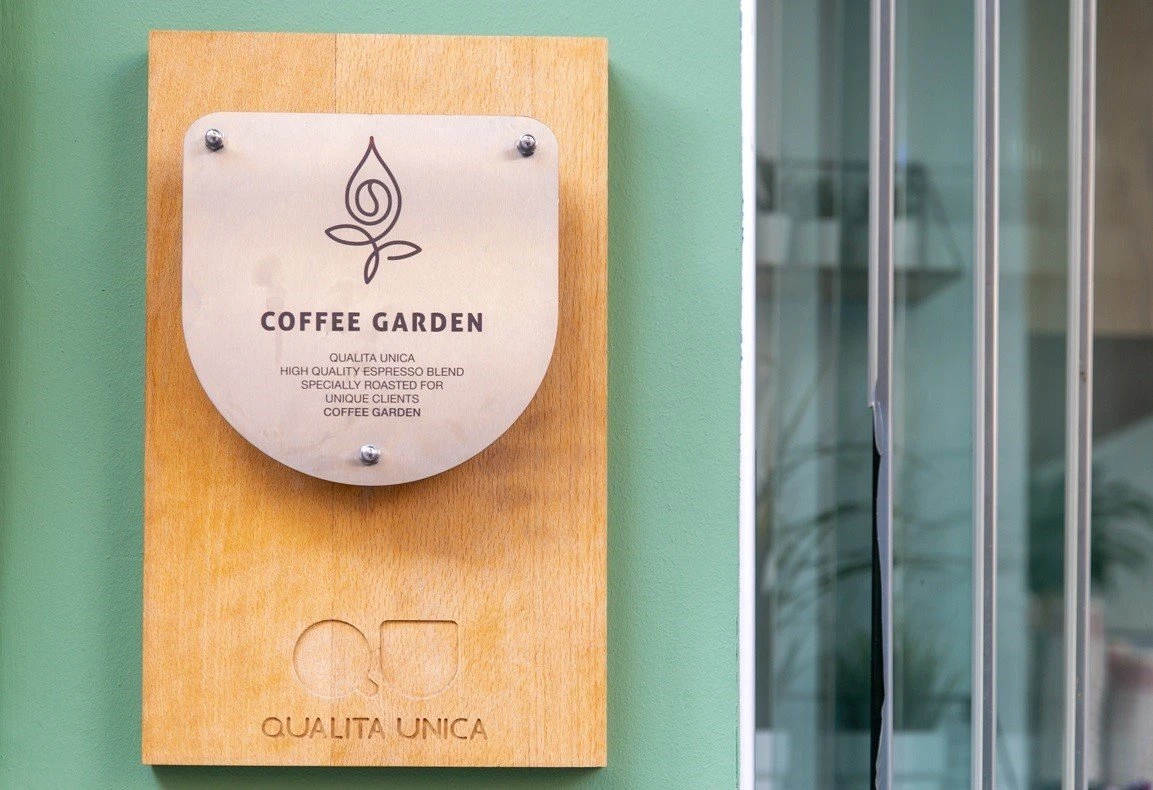 COFFEE GARDEN
QUALITA UNICA
HIGH QUALITY ESPRESSO BLEND
SPECIALLY ROASTED FOR
UNIQUE CLIENTS
COFFEE GARDEN
QU
QUALITA UNICA